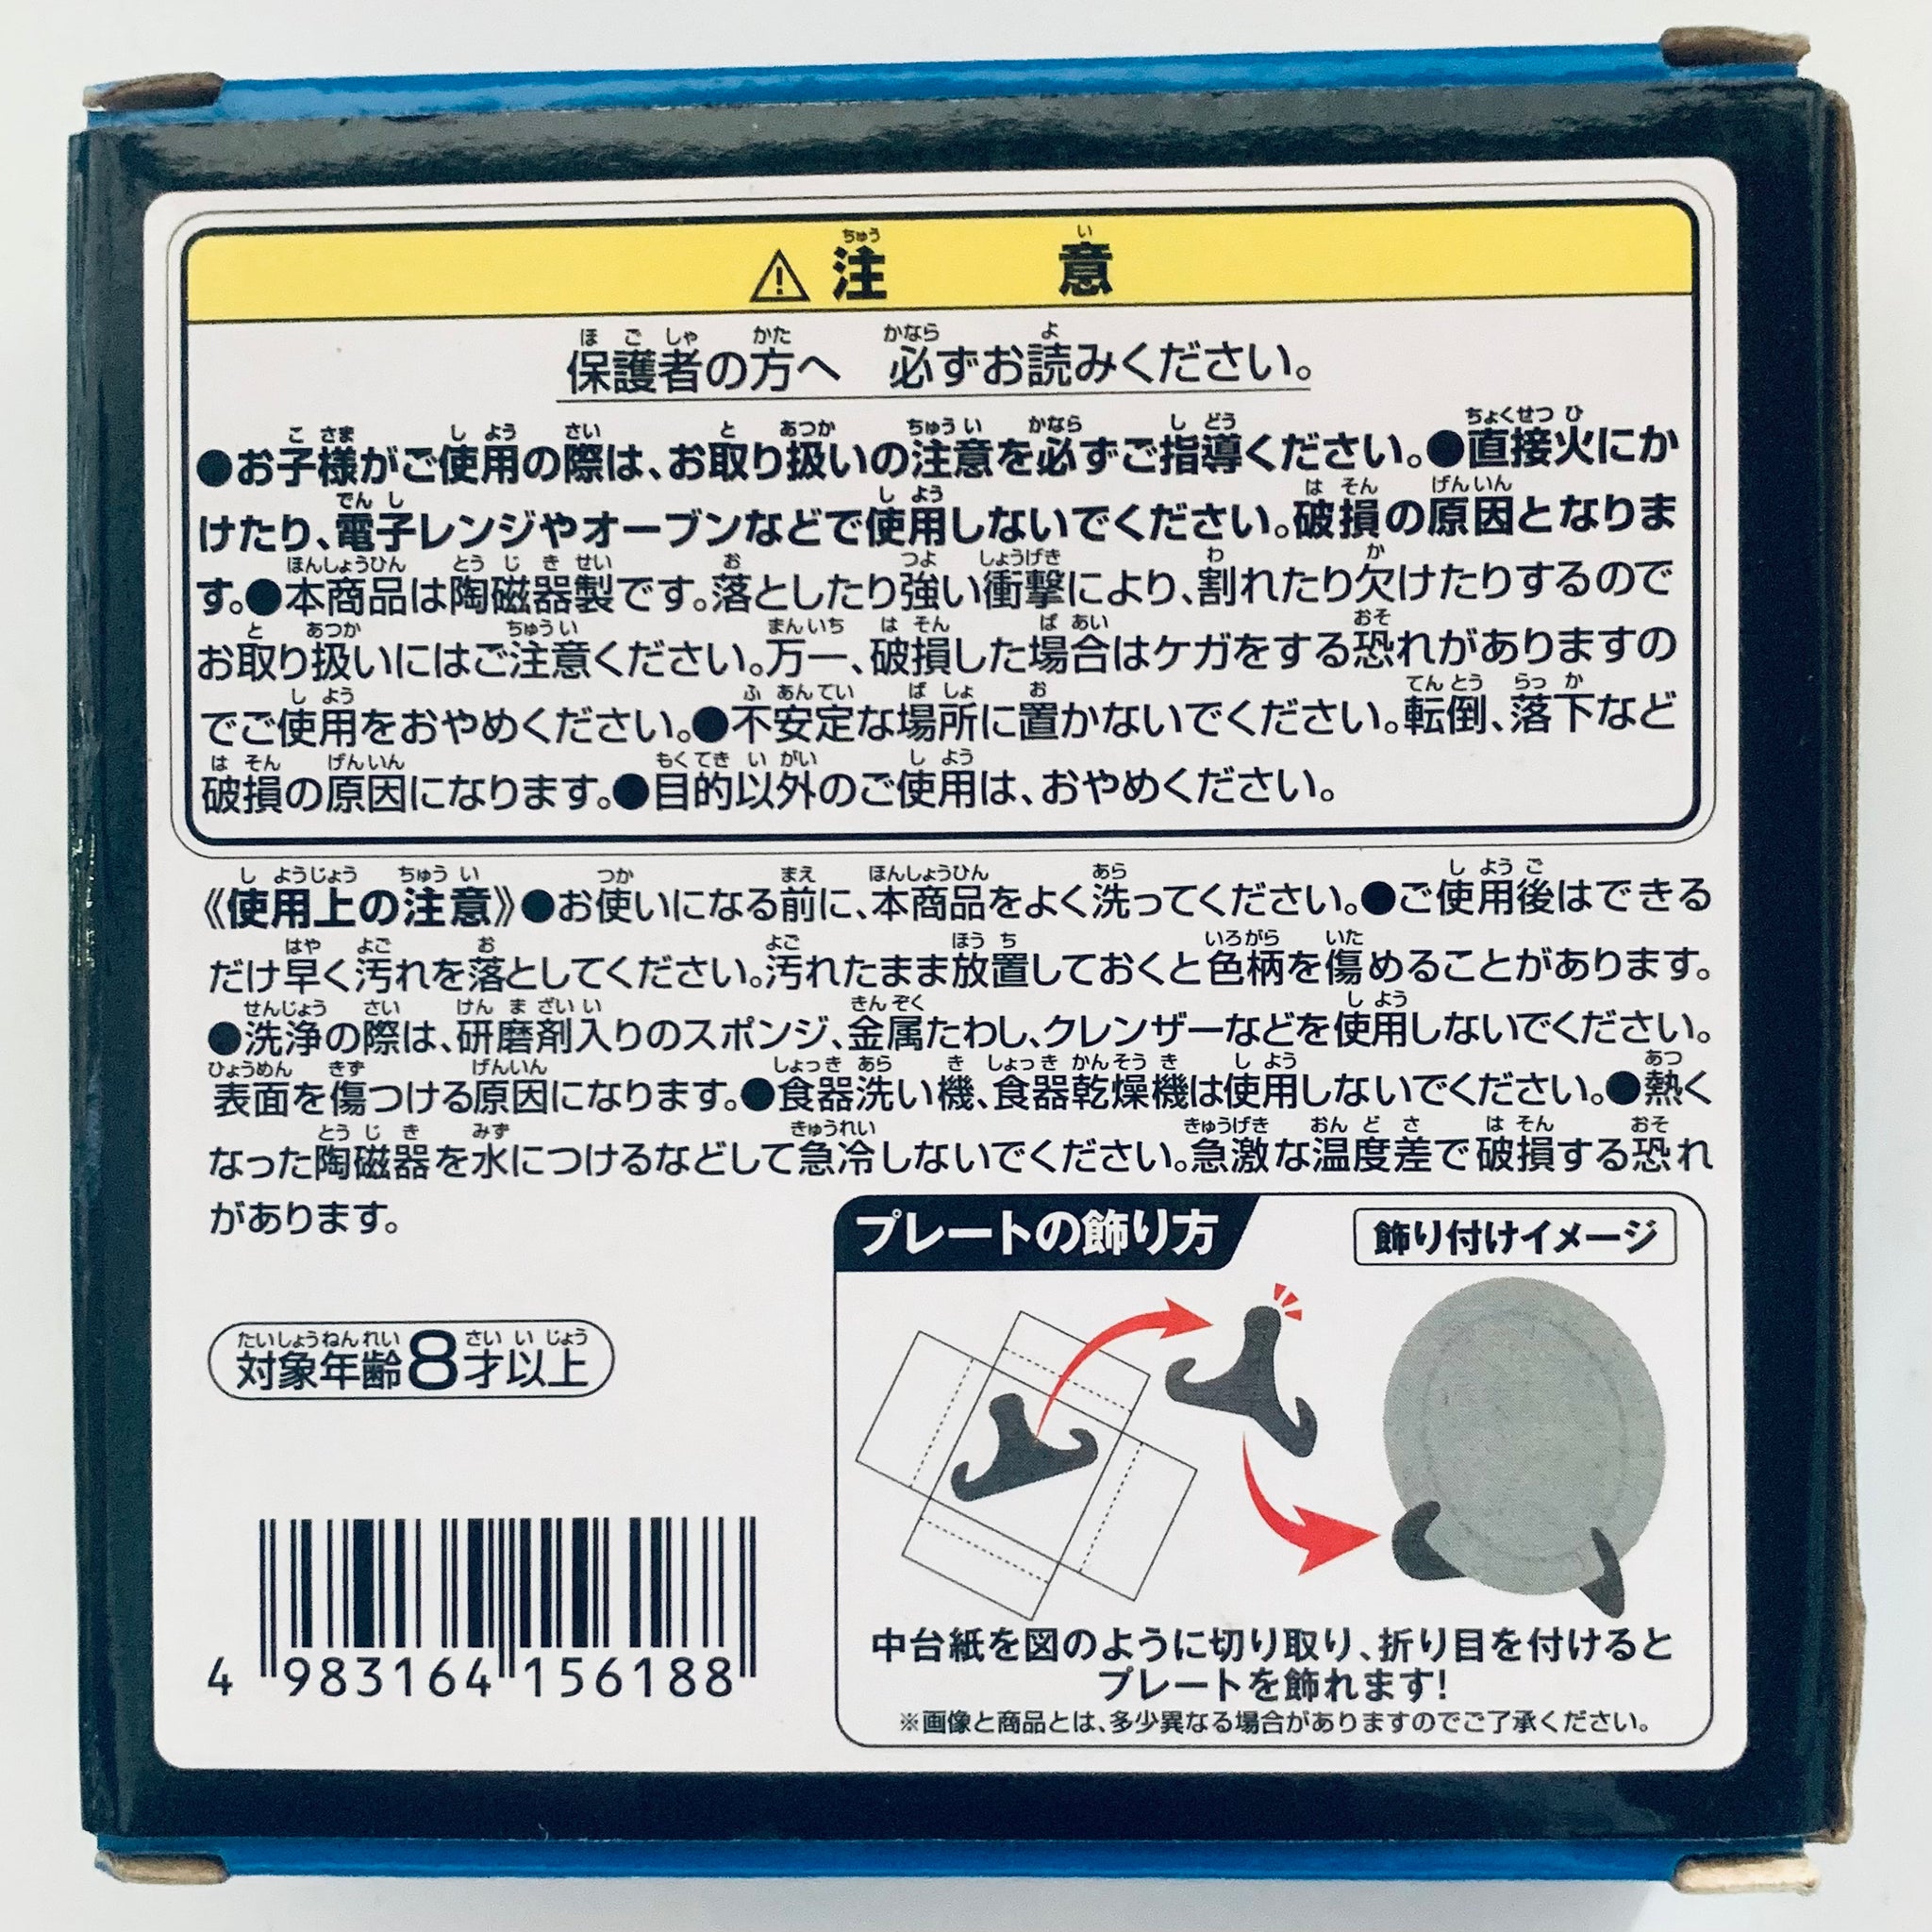 ⚠注意
保護者の方へ 必ずお読みください。
●お子様がご使用の際は、お取り扱いの注意を必ずご指導ください。●直接火にか
けたり、電子レンジやオーブンなどで使用しないでください。破損の原因となりま
す。●本商品は陶磁器製です。落としたり強い衝撃により、割れたり欠けたりするので
お取り扱いにはご注意ください。万一、破損した場合はケガをする恐れがありますの
でご使用をおやめください。●不安定な場所に置かないでください。転倒、落下など
破損の原因になります。●目的以外のご使用は、おやめください。
《使用上の注意》●お使いになる前に、本商品をよく洗ってください。●ご使用後はできる
だけ早く汚れを落としてください。汚れたまま放置しておくと色柄を傷めることがあります。
●洗浄の際は、研磨剤入りのスポンジ、金属たわし、クレンザーなどを使用しないでください。
表面を傷つける原因になります。●食器洗い機、食器乾燥機は使用しないでください。●熱く
なった陶磁器を水につけるなどして急冷しないでください。急激な温度差で破損する恐れ
があります。
対象年齢8才以上
4 983164 156188
プレートの飾り方
飾り付けイメージ
中台紙を図のように切り取り、折り目を付けると
プレートを飾れます!
※画像と商品とは、多少異なる場合がありますのでご了承ください。